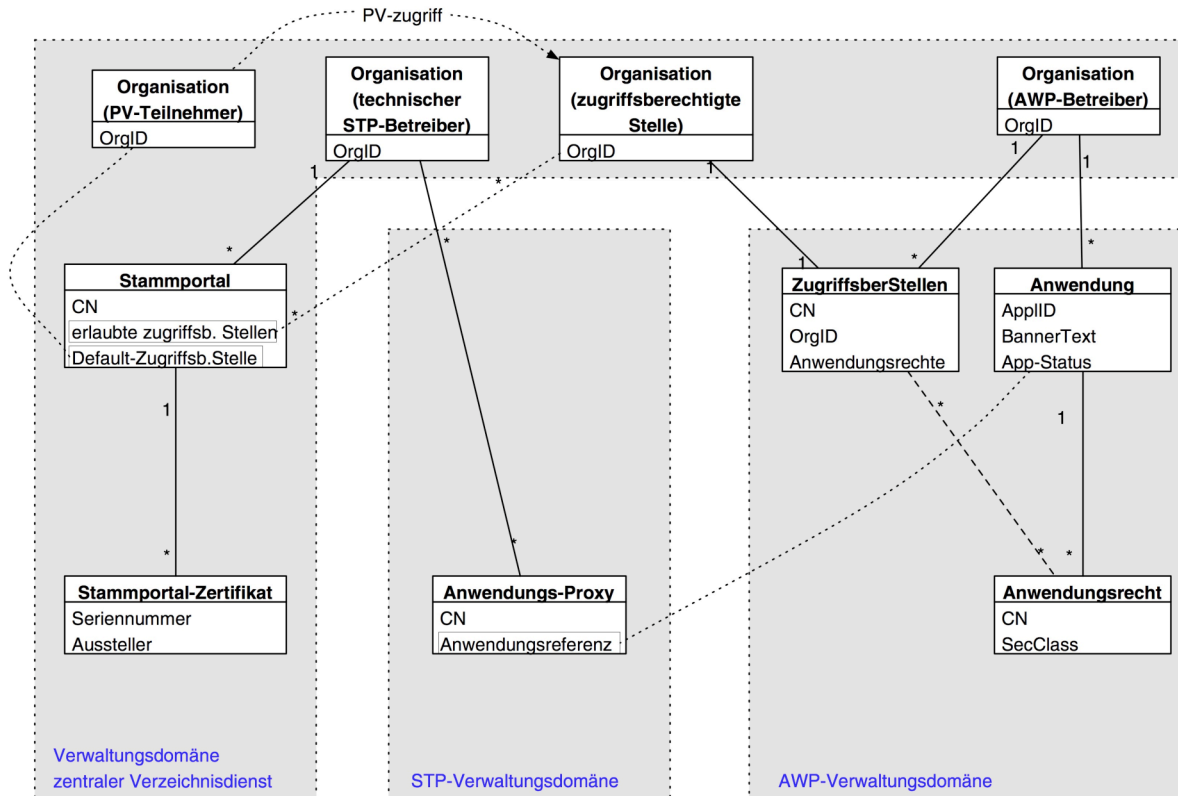 PV-zugriff
Organisation
(PV-Teilnehmer)
OrgID
Organisation
(technischer
STP-Betreiber)
OrgID
Organisation
(zugriffsberechtigte
Stelle)
OrgID
Organisation
(AWP-Betreiber)
OrgID
1
*
1
1
1
*
*
1
*
*
*
Stammportal
CN
erlaubte zugriffsb. Stellen
Default-Zugriffsb.Stelle
ZugriffsberStellen
CN
OrgID
Anwendungsrechte
Anwendung
ApplID
BannerText
App-Status
1
*
1
*
*
*
*
Stammportal-Zertifikat
Seriennummer
Aussteller
Anwendungs-Proxy
CN
Anwendungsreferenz
Anwendungsrecht
CN
SecClass
Verwaltungsdomäne
zentraler Verzeichnisdienst
STP-Verwaltungsdomäne
AWP-Verwaltungsdomäne